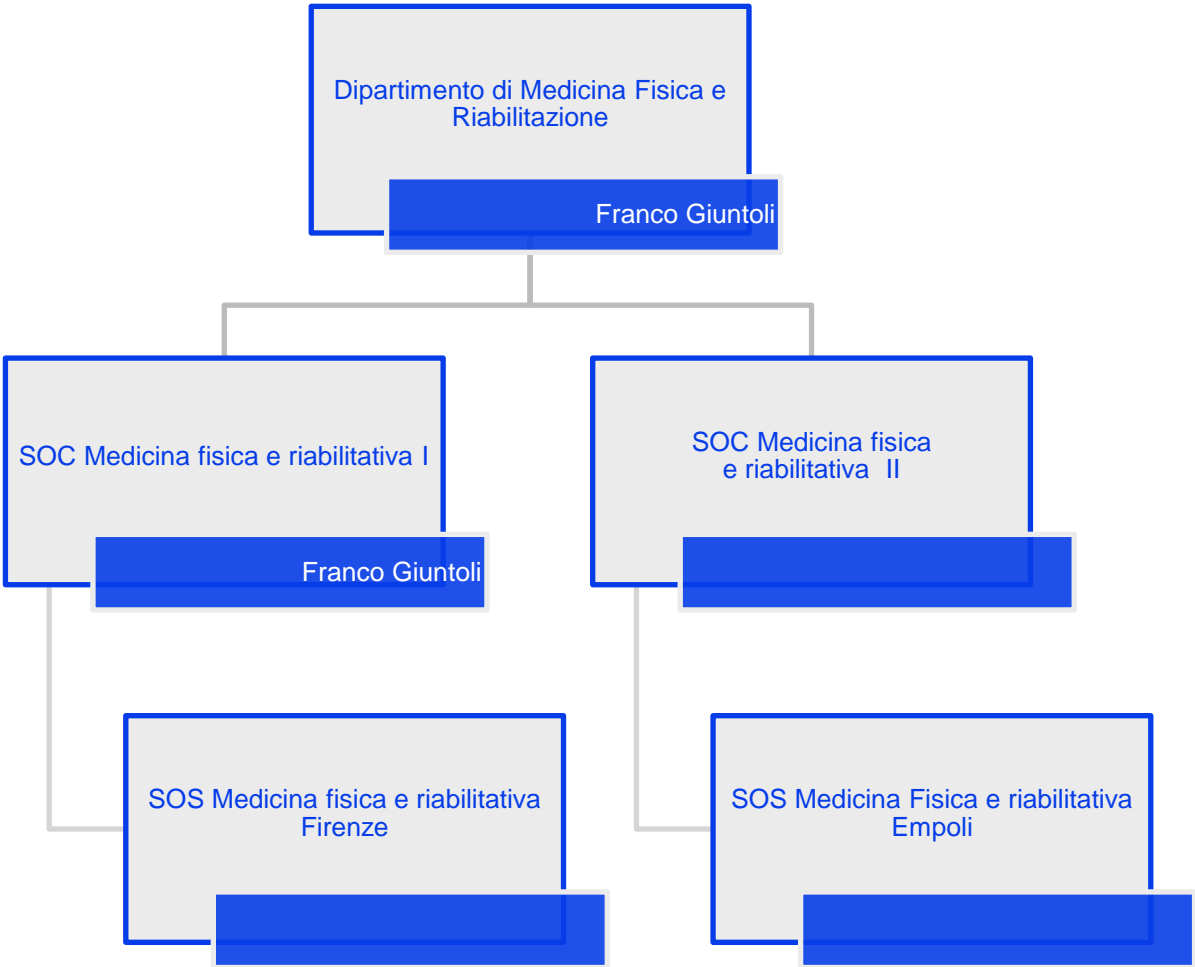 Dipartimento di Medicina Fisica e
Riabilitazione
Franco Giuntoli
SOC Medicina fisica e riabilitativa I
Franco Giuntoli
SOC Medicina fisica
e riabilitativa  II
SOS Medicina fisica e riabilitativa
Firenze
SOS Medicina Fisica e riabilitativa
Empoli